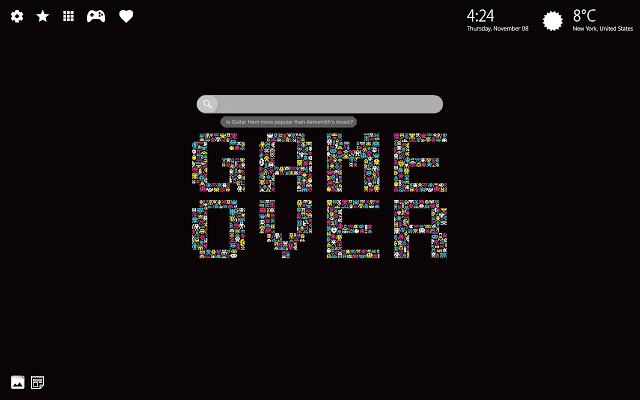 4:24
Thursday, November 08
8°C
New York, United States
Is Guitar Hero more popular than Aerosmith's music?
GAME
OVER